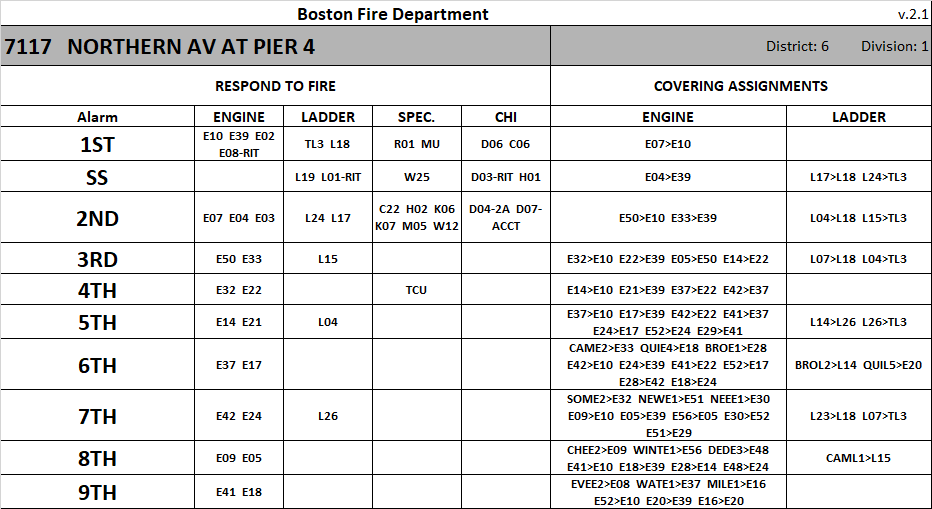 Boston Fire Department v.2.1
7117 NORTHERN AV AT PIER 4 District: 6 Division: 1
RESPOND TO FIRE COVERING ASSIGNMENTS
Alarm ENGINE LADDER SPEC. CHI ENGINE LADDER
1ST
E10 E39 E02
E08-RIT
TL3 L18
R01 MU
D06 C06
E07>E10
SS
L19 L01-RIT
W25
D03-RIT H01
E04>E39
L17>L18 L24>TL3
2ND
E07 E04 E03
L24 L17
C22 H02 K06
K07 M05 W12
D04-2A D07-
ACCT
E50>E10 E33>E39
L04>L18 L15>TL3
3RD
E50 E33
L15
E32>E10 E22>E39 E05>E50 E14>E22
L07>L18 L04>TL3
4TH
E32 E22
TCU
E14>E10 E21>E39 E37>E22 E42>E37
5TH
E14 E21
L04
E37>E10 E17>E39 E42>E22 E41>E37
E24>E17 E52>E24 E29>E41
L14>L26 L26>TL3
6TH
E37 E17
CAME2>E33 QUIE4>E18 BROE1>E28
E42>E10 E24>E39 E41>E22 E52>E17
E28>E42 E18>E24
BROL2>L14 QUIL5>E20
7TH
E42 E24
L26
SOME2>E32 NEWE1>E51 NEEE1>E30
E09>E10 E05>E39 E56>E05 E30>E52
E51>E29
L23>L18 L07>TL3
8TH
E09 E05
CHEE2>E09 WINTE1>E56 DEDE3>E48
E41>E10 E18>E39 E28>E14 E48>E24
CAML1>L15
9TH
E41 E18
EVEE2>E08 WATE1>E37 MILE1>E16
E52>E10 E20>E39 E16>E20